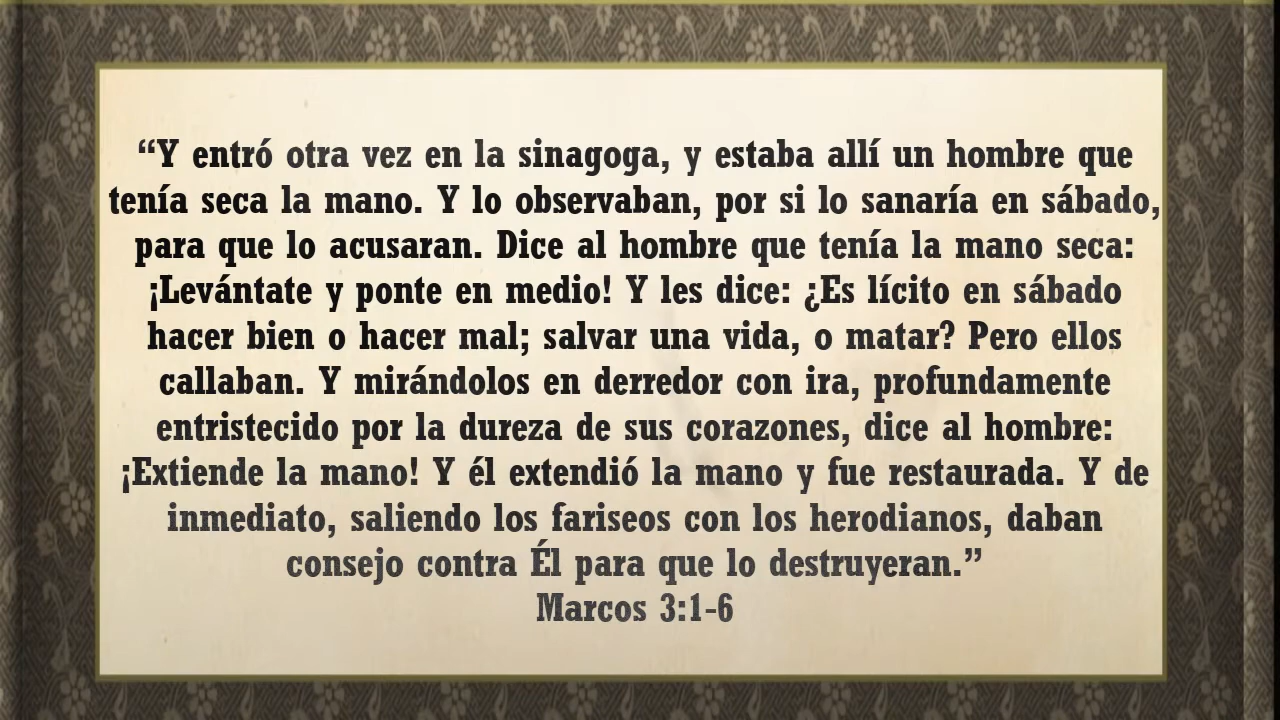 “Y entró otra vez en la sinagoga, y estaba allí un hombre que
tenía seca la mano. Y lo observaban, por si lo sanaría en sábado,
para que lo acusaran. Dice al hombre que tenía la mano seca:
¡Levántate y ponte en medio! Y les dice: ¿Es lícito en sábado
hacer bien o hacer mal; salvar una vida, o matar? Pero ellos
callaban. Y mirándolos en derredor con ira, profundamente
entristecido por la dureza de sus corazones, dice al hombre:
¡Extiende la mano! Y él extendió la mano y fue restaurada. Y de
inmediato, saliendo los fariseos con los herodianos, daban
consejo contra Él para que lo destruyeran.”
Marcos 3:1-6